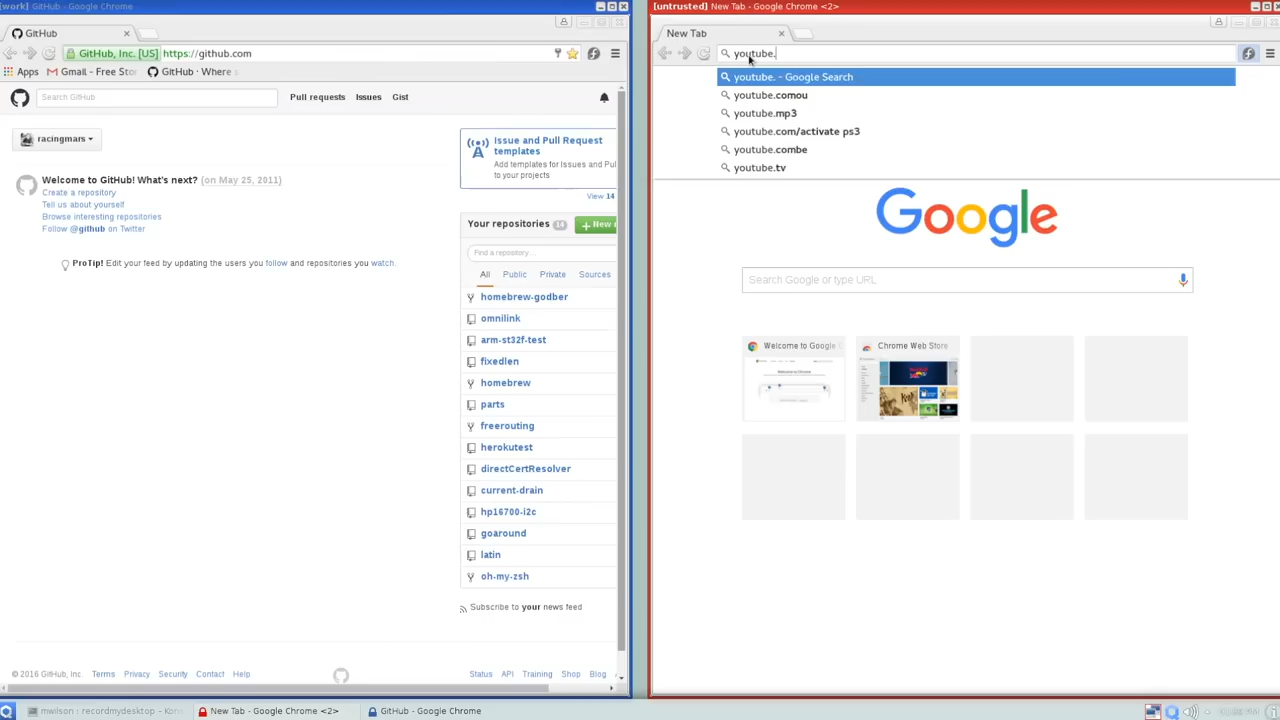 [work] GitHub - Google Chrome
GitHub
GitHub, Inc. [US] https://github.com
Apps Gmail - Free Stor GitHub · Where s
Search GitHub Pull requests Issues Gist
racingmars
Welcome to GitHub! What's next? (on May 25, 2011)
Create a repository
Tell us about yourself
Browse interesting repositories
Follow @github on Twitter
ProTip! Edit your feed by updating the users you follow and repositories you watch.
Issue and Pull Request
templates
Add templates for Issues and Pul
to your projects
View 14
Your repositories 14 New r
Find a repository ...
All Public Private Sources
homebrew-godber
omnilink
arm-st32f-test
fixedlen
homebrew
parts
freerouting
herokutest
directCertResolver
current-drain
hp16700-i2c
goaround
latin
oh-my-zsh
Subscribe to your news feed
© 2016 GitHub, Inc. Terms Privacy Security Contact Help
Status API Training Shop Blog
[untrusted] New Tab - Google Chrome <2>
New Tab
youtube.
youtube. - Google Search
youtube.comou
youtube.mp3
youtube.com/activate ps3
youtube.combe
youtube.tv
Google
Search Google or type URL
Welcome to Google C
Chrome Web Store
mwilson : recordmydesktop – Kons
New Tab - Google Chrome <2>
GitHub - Google Chrome